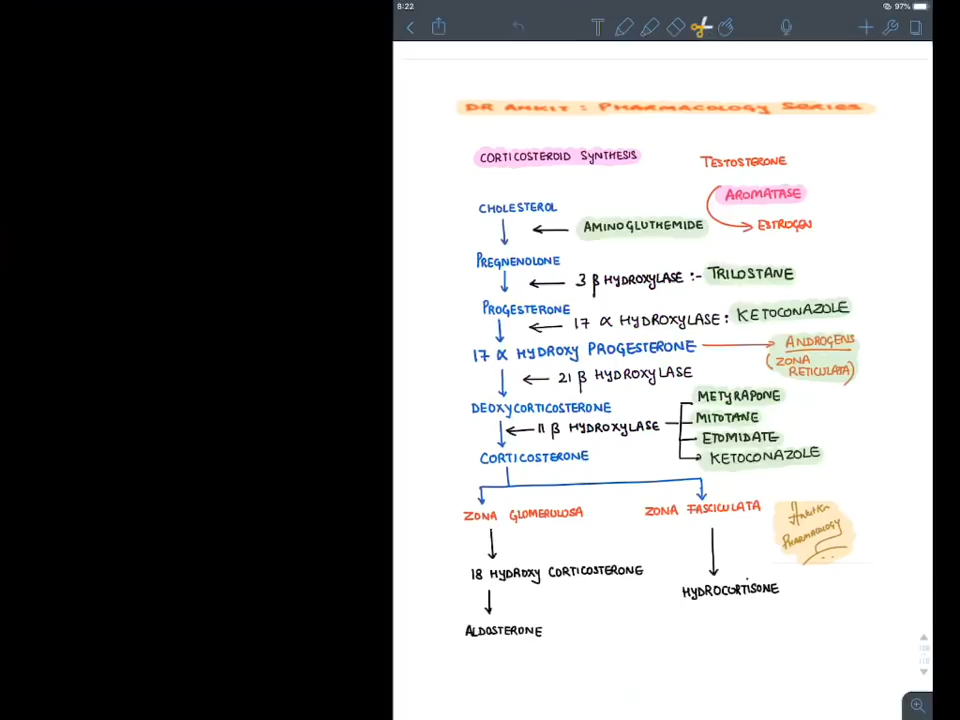 8:22
97%
DR ANKIT : PHARMACOLOGY SERIES
CORTICOSTEROID SYNTHESIS
TESTOSTERONE
AROMATASE
ESTROGEN
CHOLESTEROL
AMINOGLUTHEMIDE
PREGNENOLONE
3 β HYDROXYLASE :- TRILOSTANE
PROGESTERONE
17 α HYDROXYLASE : KETOCONAZOLE
17 α HYDROXY PROGESTERONE
ANDROGENS
(ZONA
RETICULATA)
21 β HYDROXYLASE
DEOXYCORTICOSTERONE
11 β HYDROXYLASE
METYRAPONE
MITOTANE
ETOMIDATE
KETOCONAZOLE
CORTICOSTERONE
ZONA GLOMERULOSA
ZONA FASCICULATA
PHARMACOLOGY
18 HYDROXY CORTICOSTERONE
HYDROCORTISONE
ALDOSTERONE